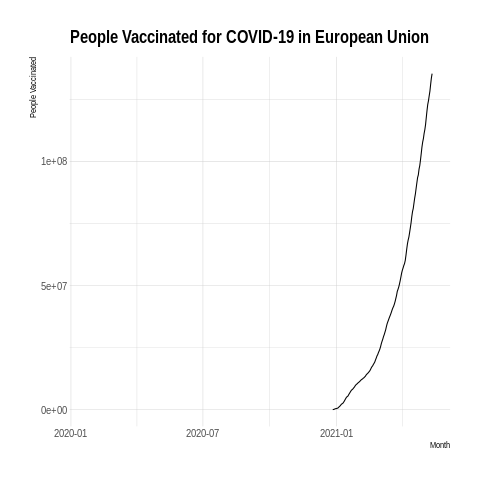 People Vaccinated for COVID-19 in European Union
People Vaccinated
1e+08
5e+07
0e+00
2020-01 2020-07 2021-01
Month